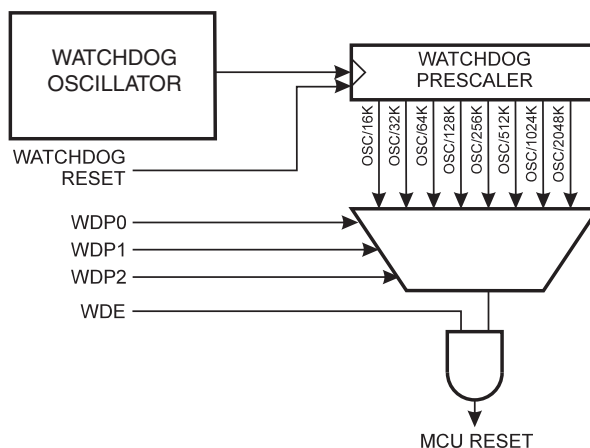 WATCHDOG
OSCILLATOR
WATCHDOG
PRESCALER
OSC/16K
OSC/32K
OSC/64K
OSC/128K
OSC/256K
OSC/512K
OSC/1024K
OSC/2048K
WATCHDOG
RESET
WDP0
WDP1
WDP2
WDE
MCU RESET